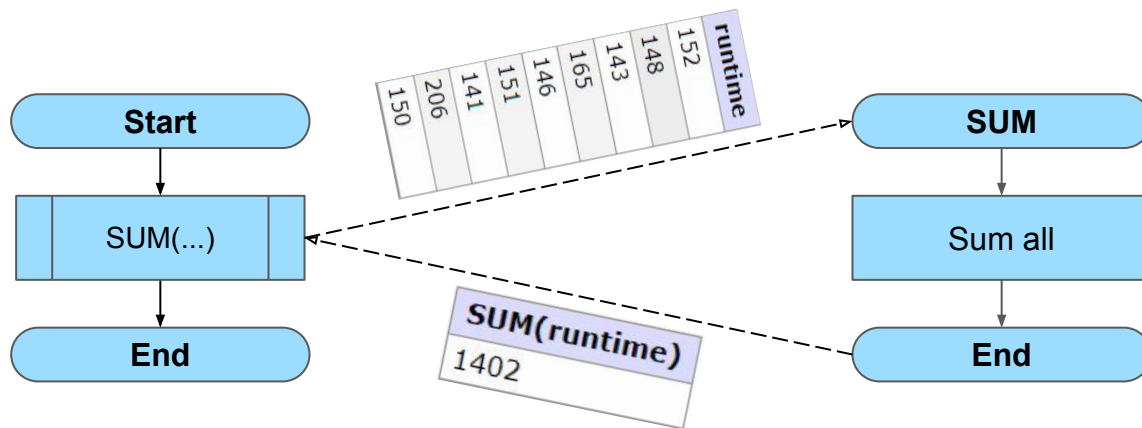 Start
SUM(...)
End
runtime
152
148
143
165
146
151
141
206
150
SUM(runtime)
1402
SUM
Sum all
End